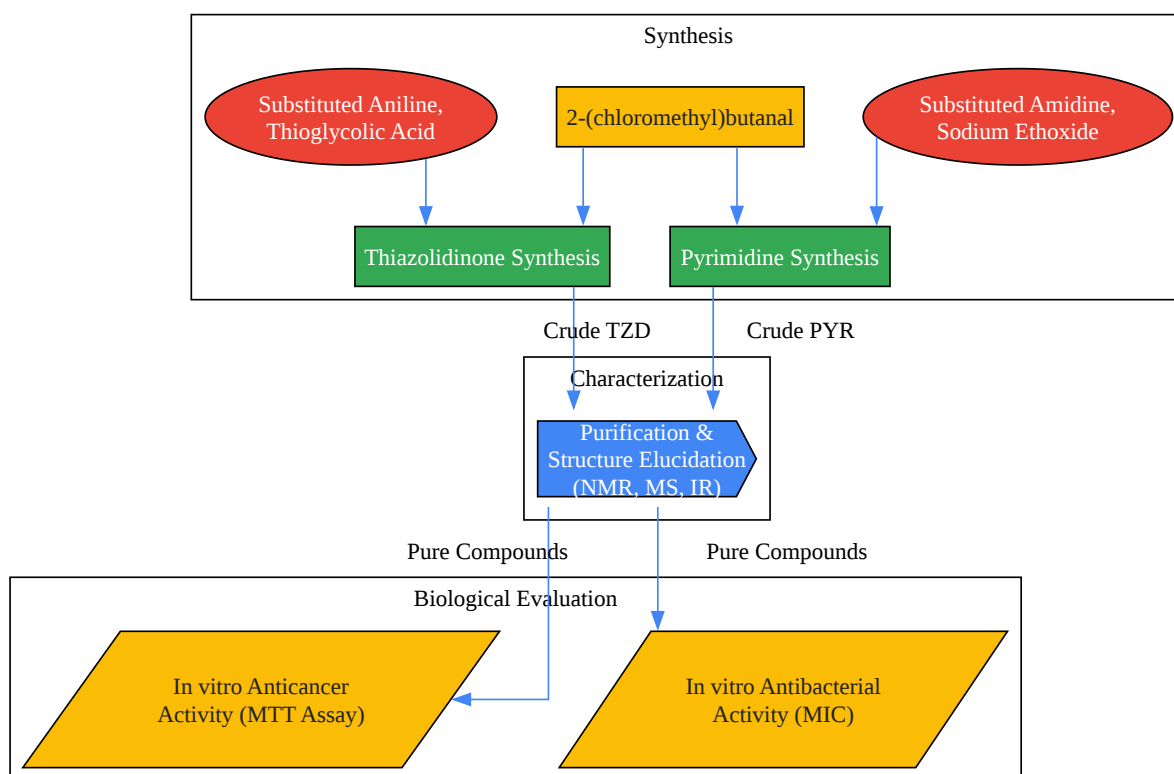 Synthesis
Substituted Aniline,
Thioglycolic Acid
2-(chloromethyl)butanal
Substituted Amidine,
Sodium Ethoxide
Thiazolidinone Synthesis
Pyrimidine Synthesis
Crude TZD
Crude PYR
Characterization
Purification &
Structure Elucidation
(NMR, MS, IR)
Pure Compounds
Pure Compounds
Biological Evaluation
In vitro Anticancer
Activity (MTT Assay)
In vitro Antibacterial
Activity (MIC)